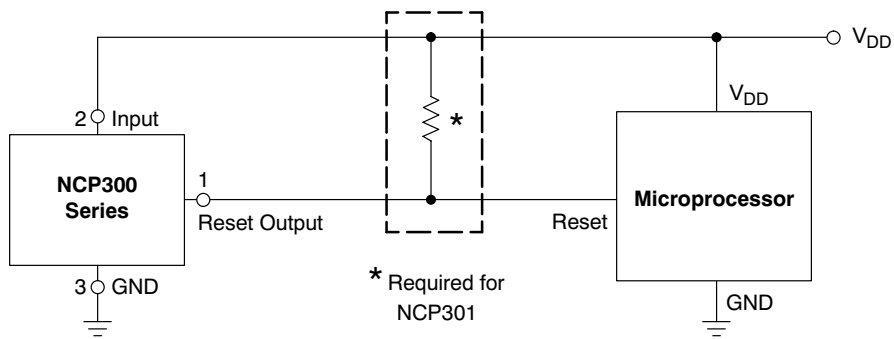 V_DD
V_DD
2 Input
*
NCP300
Series
1
Reset Output
Reset
Microprocessor
3 GND
* Required for
NCP301
GND